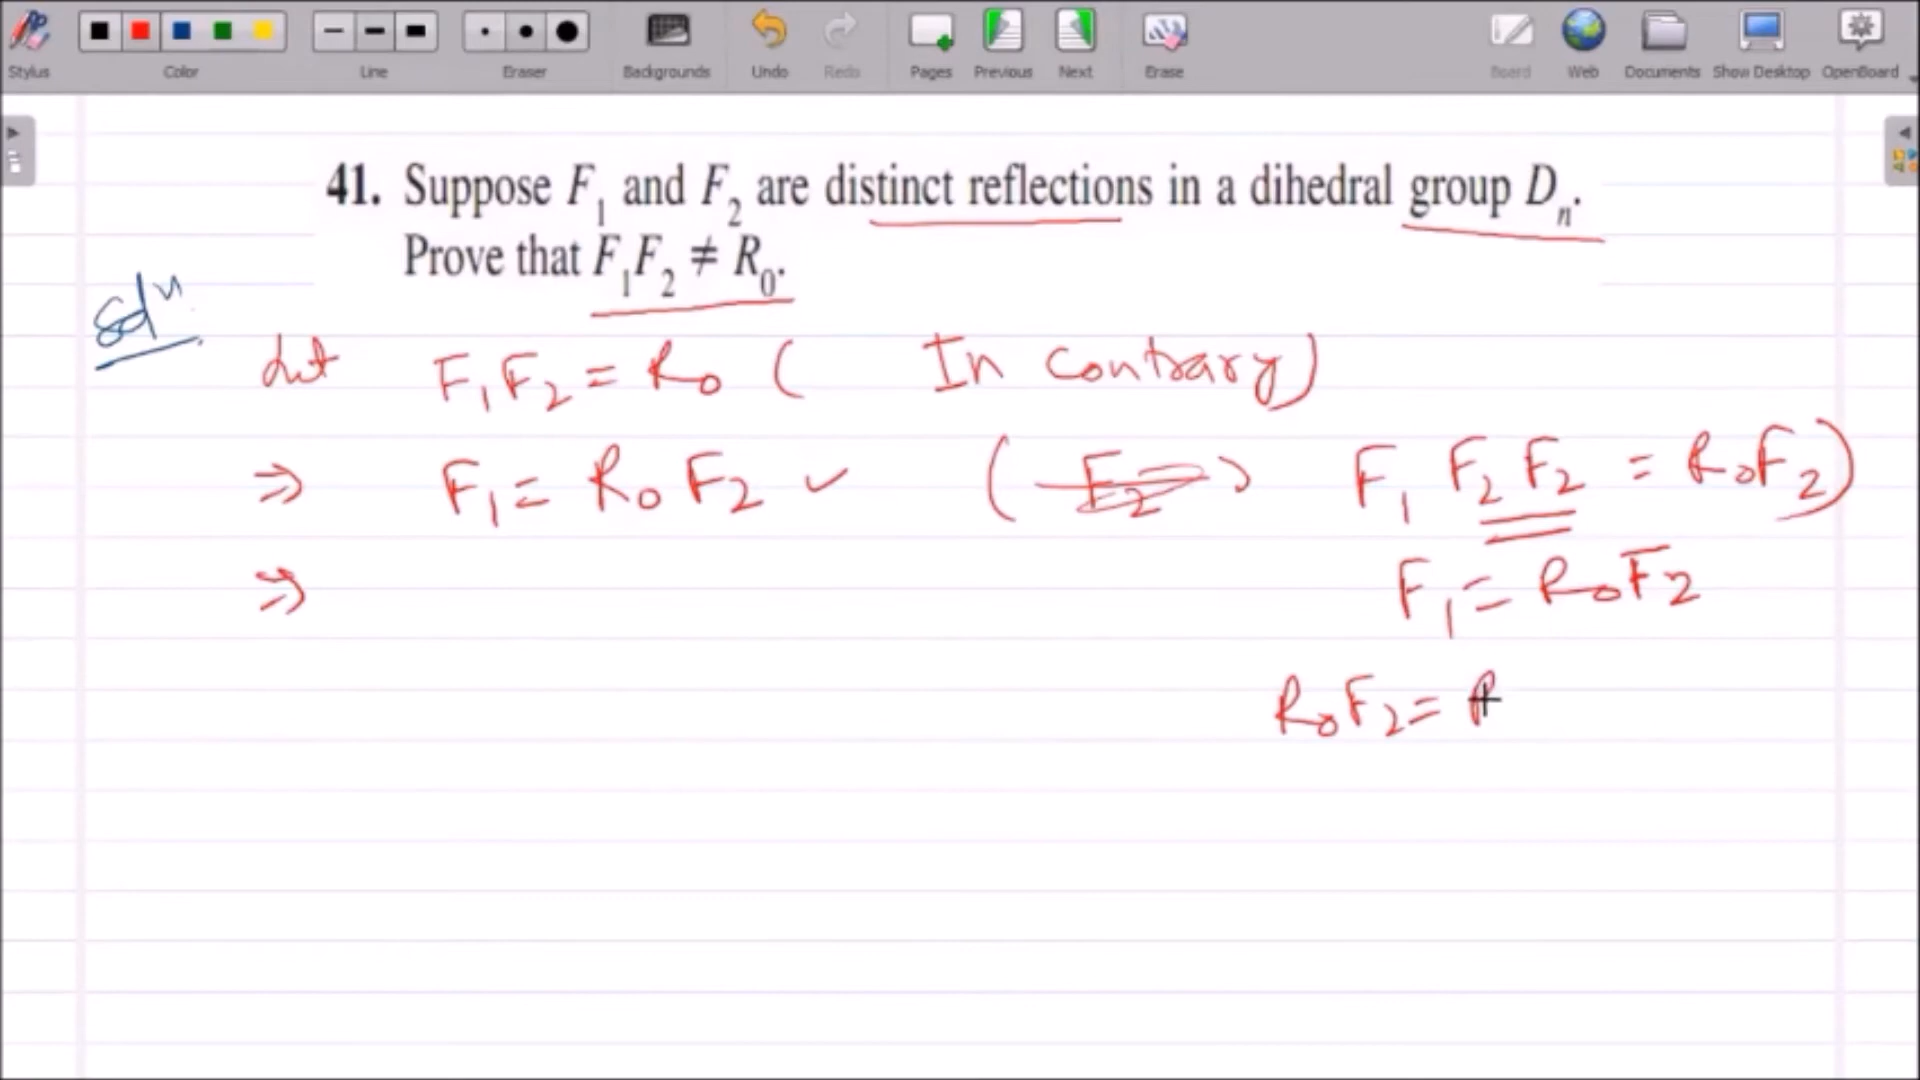 Stylus Color Line Eraser Backgrounds Undo Redo Pages Previous Next Erase Board Web Documents Show Desktop OpenBoard
41. Suppose F₁ and F₂ are distinct reflections in a dihedral group Dₙ.
Prove that F₁F₂ ≠ R₀.
Solⁿ.
Let F₁F₂ = R₀ ( In contrary)
⇒ F₁ = R₀ F₂ ✓ ( F₁ F₂ F₂ = R₀F₂)
F₁ = R₀F₂
⇒
R₀F₂ =